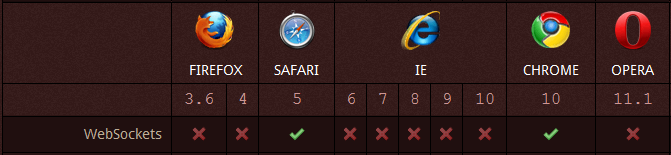 FIREFOX SAFARI IE CHROME OPERA
3.6 4 5 6 7 8 9 10 10 11.1
WebSockets